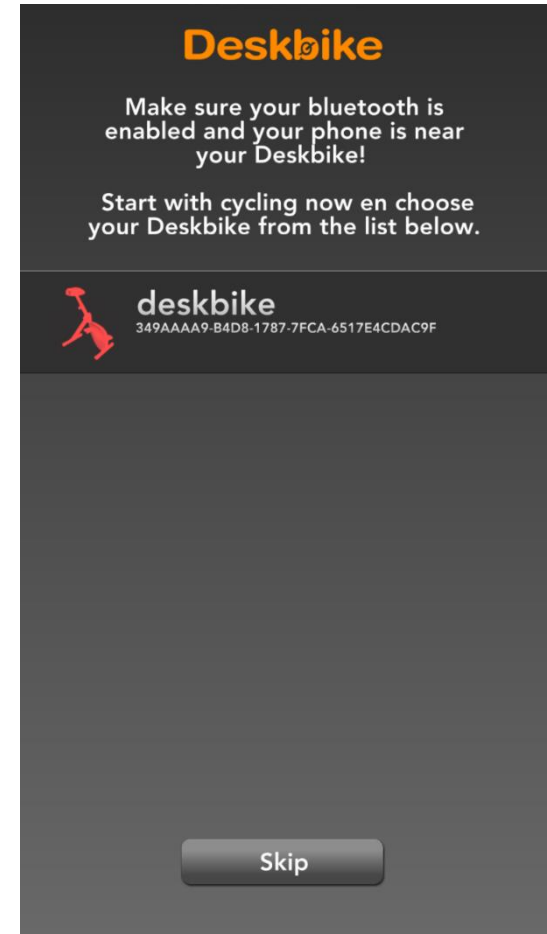 Deskbike
Make sure your bluetooth is
enabled and your phone is near
your Deskbike!
Start with cycling now en choose
your Deskbike from the list below.
deskbike
349AAAA9-B4D8-1787-7FCA-6517E4CDAC9F
Skip